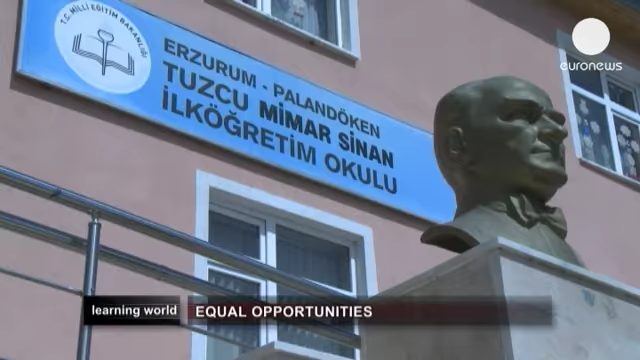 T.C. MİLLİ EĞİTİM BAKANLIĞI
ERZURUM - PALANDÖKEN
TUZCU MİMAR SİNAN
İLKÖĞRETİM OKULU
euronews
learning world
EQUAL OPPORTUNITIES